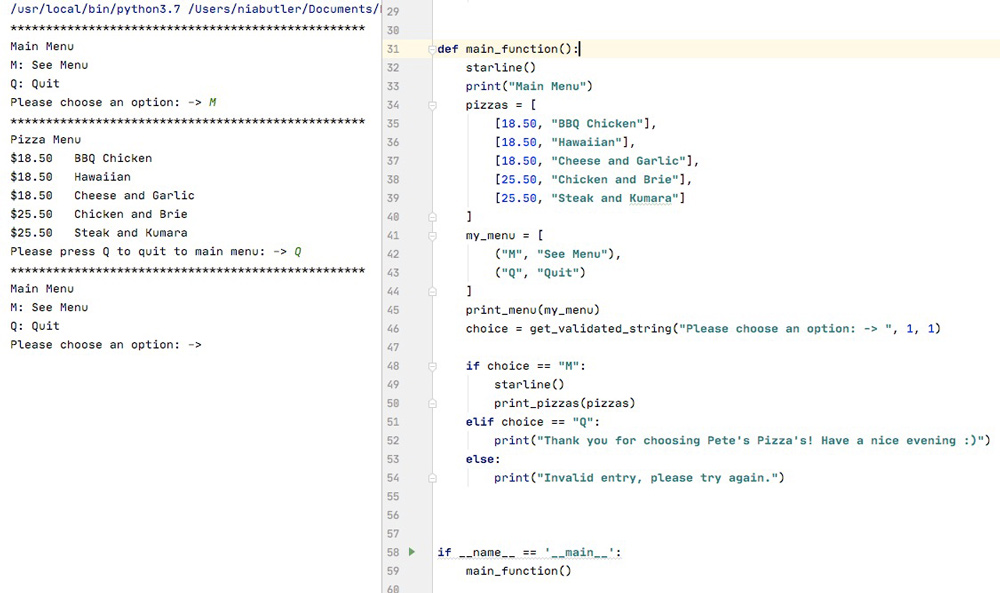 /usr/local/bin/python3.7 /Users/niabutler/Documents/
**************************************************
Main Menu
M: See Menu
Q: Quit
Please choose an option: -> M
**************************************************
Pizza Menu
$18.50   BBQ Chicken
$18.50   Hawaiian
$18.50   Cheese and Garlic
$25.50   Chicken and Brie
$25.50   Steak and Kumara
Please press Q to quit to main menu: -> Q
**************************************************
Main Menu
M: See Menu
Q: Quit
Please choose an option: ->
29
30
31 def main_function():
32     starline()
33     print("Main Menu")
34     pizzas = [
35         [18.50, "BBQ Chicken"],
36         [18.50, "Hawaiian"],
37         [18.50, "Cheese and Garlic"],
38         [25.50, "Chicken and Brie"],
39         [25.50, "Steak and Kumara"]
40     ]
41     my_menu = [
42         ("M", "See Menu"),
43         ("Q", "Quit")
44     ]
45     print_menu(my_menu)
46     choice = get_validated_string("Please choose an option: -> ", 1, 1)
47
48     if choice == "M":
49         starline()
50         print_pizzas(pizzas)
51     elif choice == "Q":
52         print("Thank you for choosing Pete's Pizza's! Have a nice evening :)")
53     else:
54         print("Invalid entry, please try again.")
55
56
57
58 if __name__ == '__main__':
59     main_function()
60